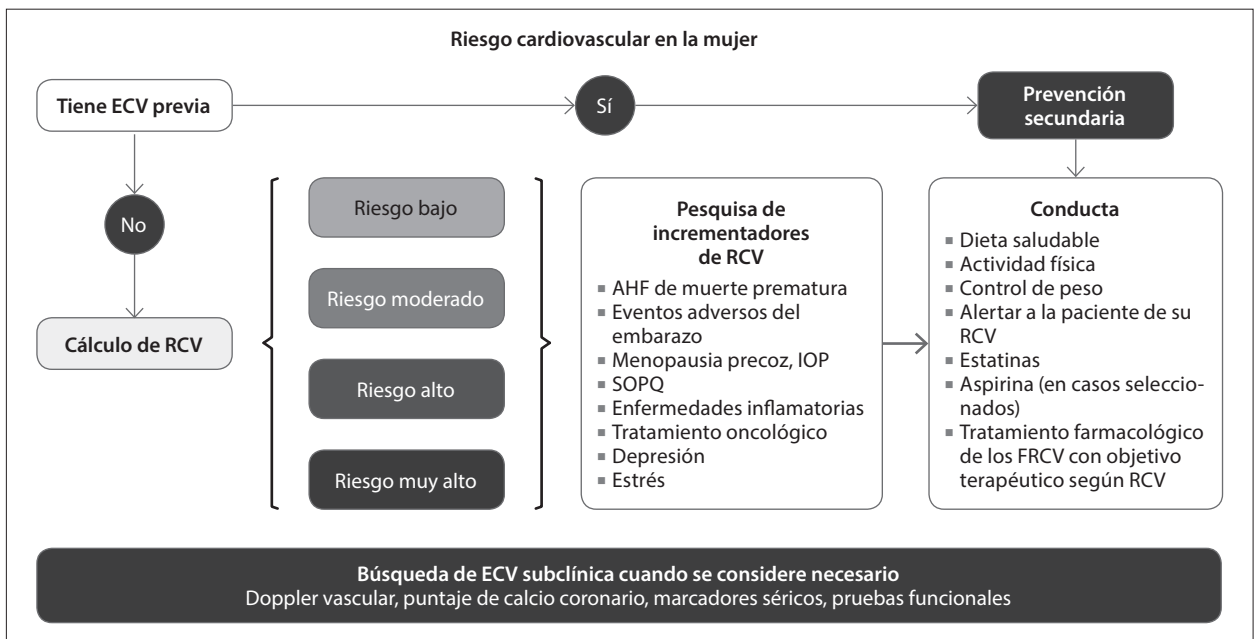 Riesgo cardiovascular en la mujer
Tiene ECV previa
Sí
Prevención
secundaria
No
Cálculo de RCV
Riesgo bajo
Riesgo moderado
Riesgo alto
Riesgo muy alto
Pesquisa de
incrementadores
de RCV
▪ AHF de muerte prematura
▪ Eventos adversos del
embarazo
▪ Menopausia precoz, IOP
▪ SOPQ
▪ Enfermedades inflamatorias
▪ Tratamiento oncológico
▪ Depresión
▪ Estrés
Conducta
▪ Dieta saludable
▪ Actividad física
▪ Control de peso
▪ Alertar a la paciente de su
RCV
▪ Estatinas
▪ Aspirina (en casos seleccio-
nados)
▪ Tratamiento farmacológico
de los FRCV con objetivo
terapéutico según RCV
Búsqueda de ECV subclínica cuando se considere necesario
Doppler vascular, puntaje de calcio coronario, marcadores séricos, pruebas funcionales